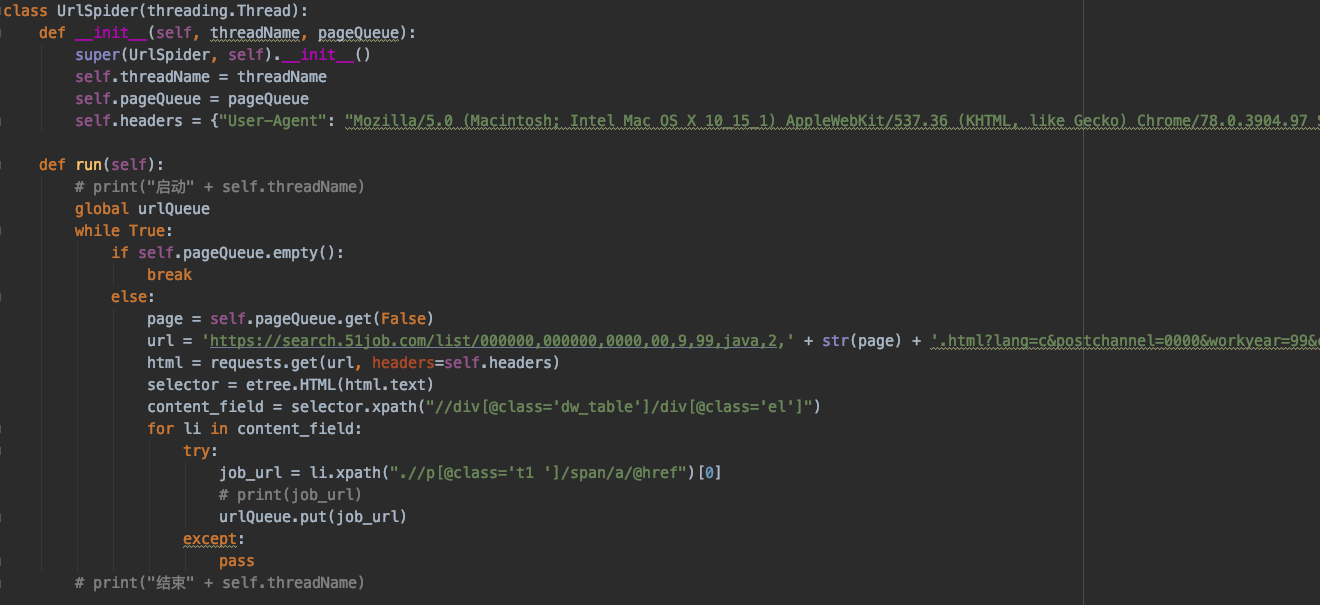 class UrlSpider(threading.Thread):
    def __init__(self, threadName, pageQueue):
        super(UrlSpider, self).__init__()
        self.threadName = threadName
        self.pageQueue = pageQueue
        self.headers = {"User-Agent": "Mozilla/5.0 (Macintosh; Intel Mac OS X 10_15_1) AppleWebKit/537.36 (KHTML, like Gecko) Chrome/78.0.3904.97 S
    def run(self):
        # print("启动" + self.threadName)
        global urlQueue
        while True:
            if self.pageQueue.empty():
                break
            else:
                page = self.pageQueue.get(False)
                url = 'https://search.51job.com/list/000000,000000,0000,00,9,99,java,2,' + str(page) + '.html?lang=c&postchannel=0000&workyear=99&
                html = requests.get(url, headers=self.headers)
                selector = etree.HTML(html.text)
                content_field = selector.xpath("//div[@class='dw_table']/div[@class='el']")
                for li in content_field:
                    try:
                        job_url = li.xpath(".//p[@class='t1 ']/span/a/@href")[0]
                        # print(job_url)
                        urlQueue.put(job_url)
                    except:
                        pass
        # print("结束" + self.threadName)